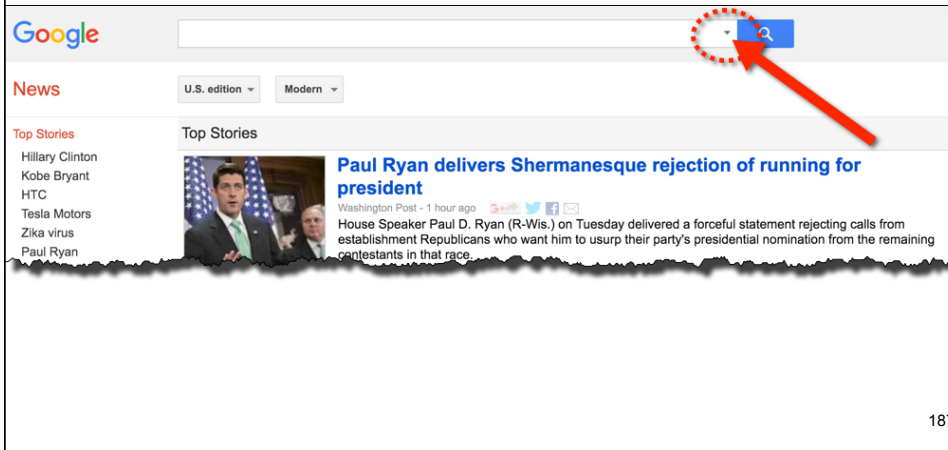 Google
News
U.S. edition
Modern
Top Stories
Hillary Clinton
Kobe Bryant
HTC
Tesla Motors
Zika virus
Paul Ryan
Top Stories
Paul Ryan delivers Shermanesque rejection of running for
president
Washington Post - 1 hour ago
House Speaker Paul D. Ryan (R-Wis.) on Tuesday delivered a forceful statement rejecting calls from
establishment Republicans who want him to usurp their party's presidential nomination from the remaining
contestants in that race.
187